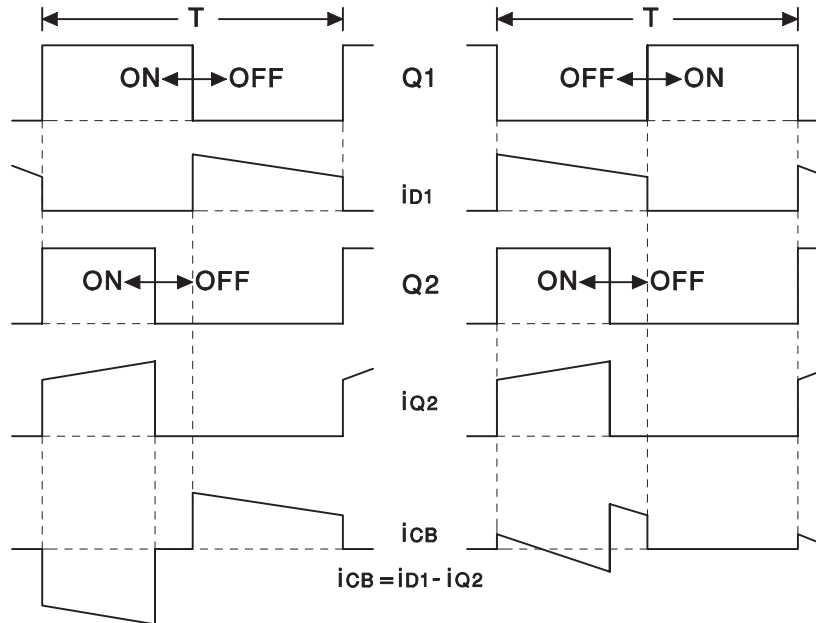 T T
ON OFF Q1 OFF ON
iD1
ON OFF Q2 ON OFF
iQ2
iCB
iCB = iD1 - iQ2